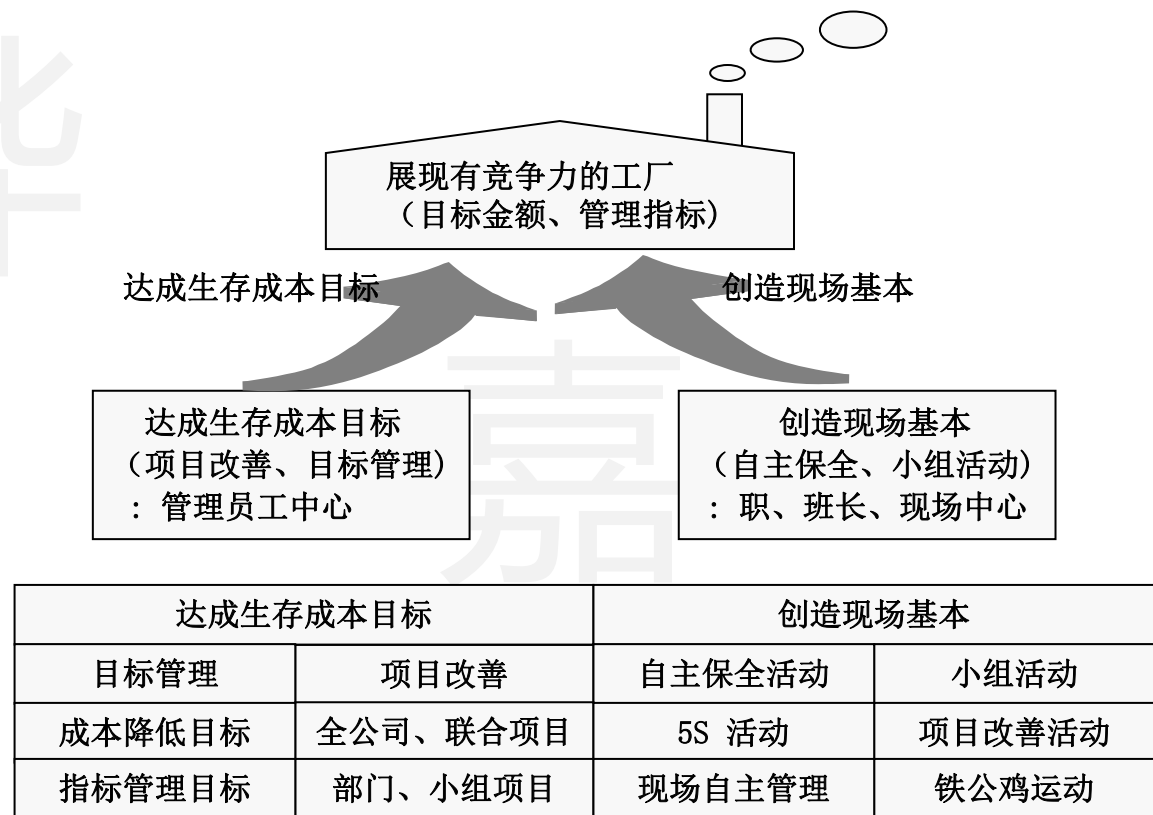 展现有竞争力的工厂
（目标金额、管理指标)
达成生存成本目标
创造现场基本
达成生存成本目标
（项目改善、目标管理)
: 管理员工中心
创造现场基本
（自主保全、小组活动)
: 职、班长、现场中心
达成生存成本目标 创造现场基本
目标管理 项目改善 自主保全活动 小组活动
成本降低目标 全公司、联合项目 5S 活动 项目改善活动
指标管理目标 部门、小组项目 现场自主管理 铁公鸡运动
华
嘉